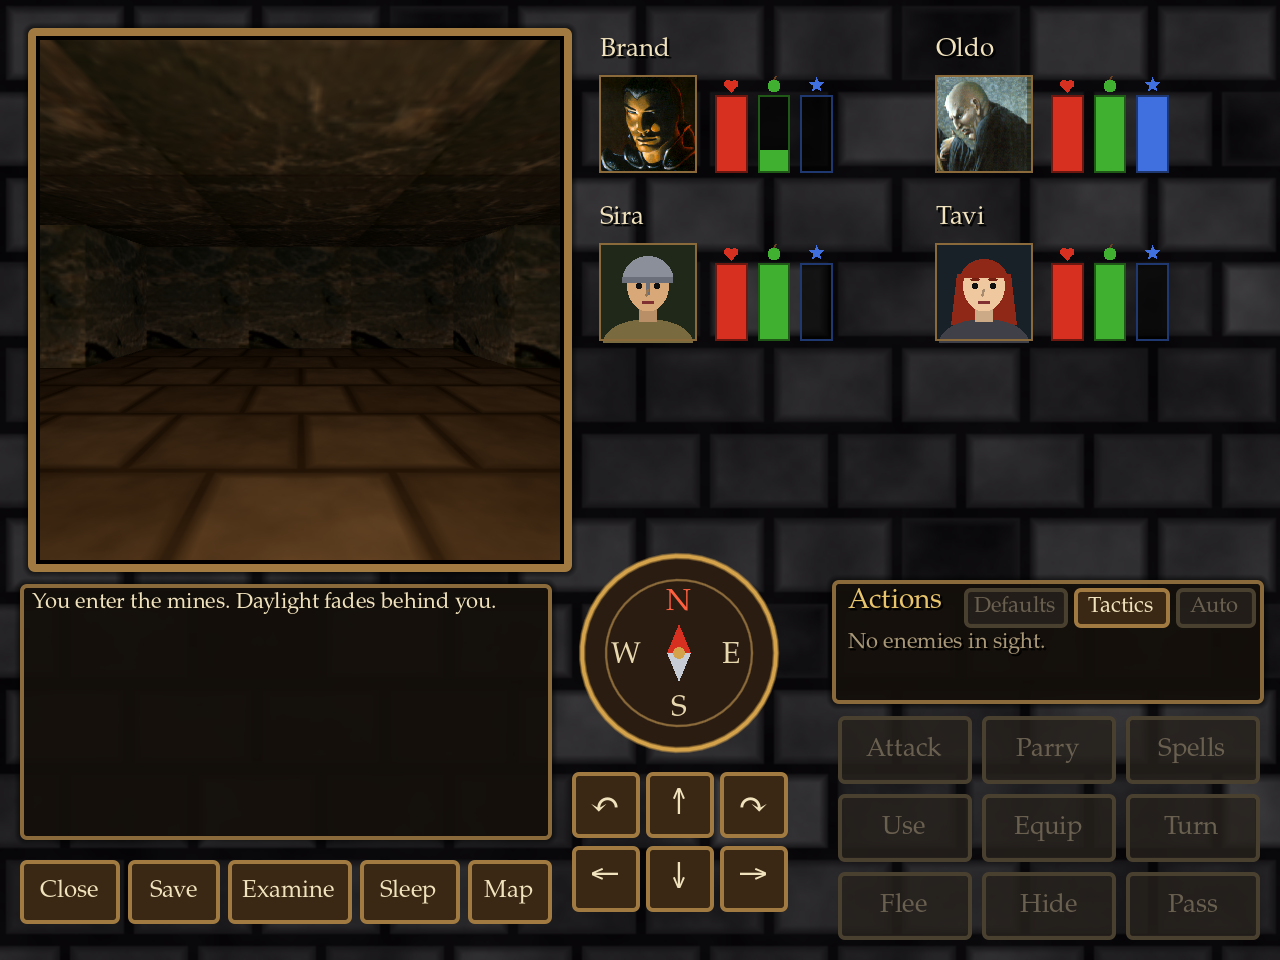 Brand
Oldo
Sira
Tavi
You enter the mines. Daylight fades behind you.
N
W E
S
Actions Defaults Tactics Auto
No enemies in sight.
Attack Parry Spells
Use Equip Turn
Flee Hide Pass
Close Save Examine Sleep Map